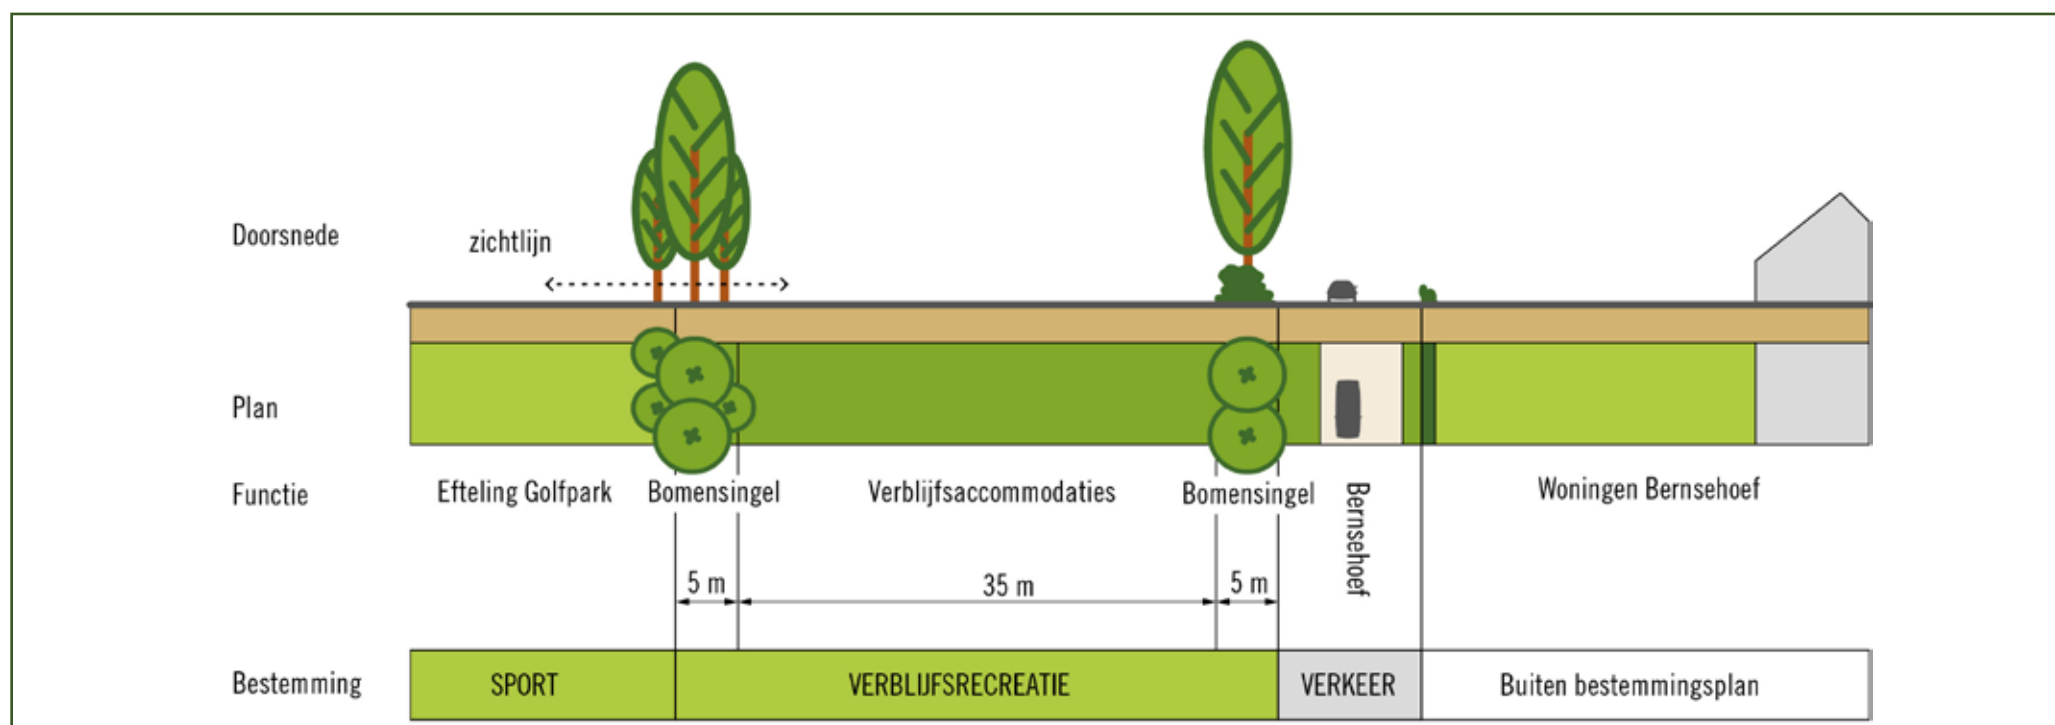 Doorsnede
zichtlijn
Plan
Functie
Efteling Golfpark
Bomensingel
Verblijfsaccommodaties
Bomensingel
Bernsehoef
Woningen Bernsehoef
5 m
35 m
5 m
Bestemming
SPORT
VERBLIJFSRECREATIE
VERKEER
Buiten bestemmingsplan